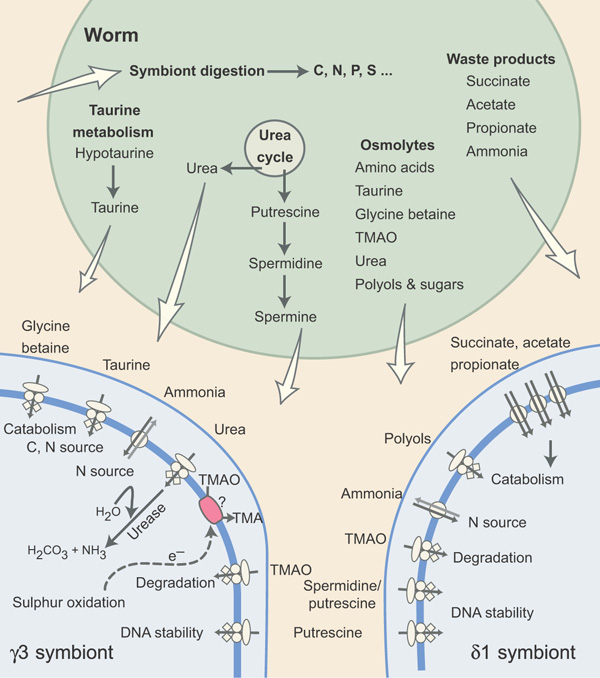 Worm
Symbiont digestion
C, N, P, S ...
Waste products
Succinate
Acetate
Propionate
Ammonia
Taurine
metabolism
Hypotaurine
Taurine
Urea
cycle
Urea
Putrescine
Spermidine
Spermine
Osmolytes
Amino acids
Taurine
Glycine betaine
TMAO
Urea
Polyols & sugars
Glycine
betaine
Taurine
Ammonia
Urea
Catabolism
C, N source
N source
TMAO
?
TMA
H₂O
Urease
H₂CO₃ + NH₃
e–
Sulphur oxidation
Degradation
TMAO
DNA stability
Putrescine
γ3 symbiont
Succinate, acetate
propionate
Catabolism
Polyols
Ammonia
N source
TMAO
Degradation
Spermidine/
putrescine
DNA stability
δ1 symbiont